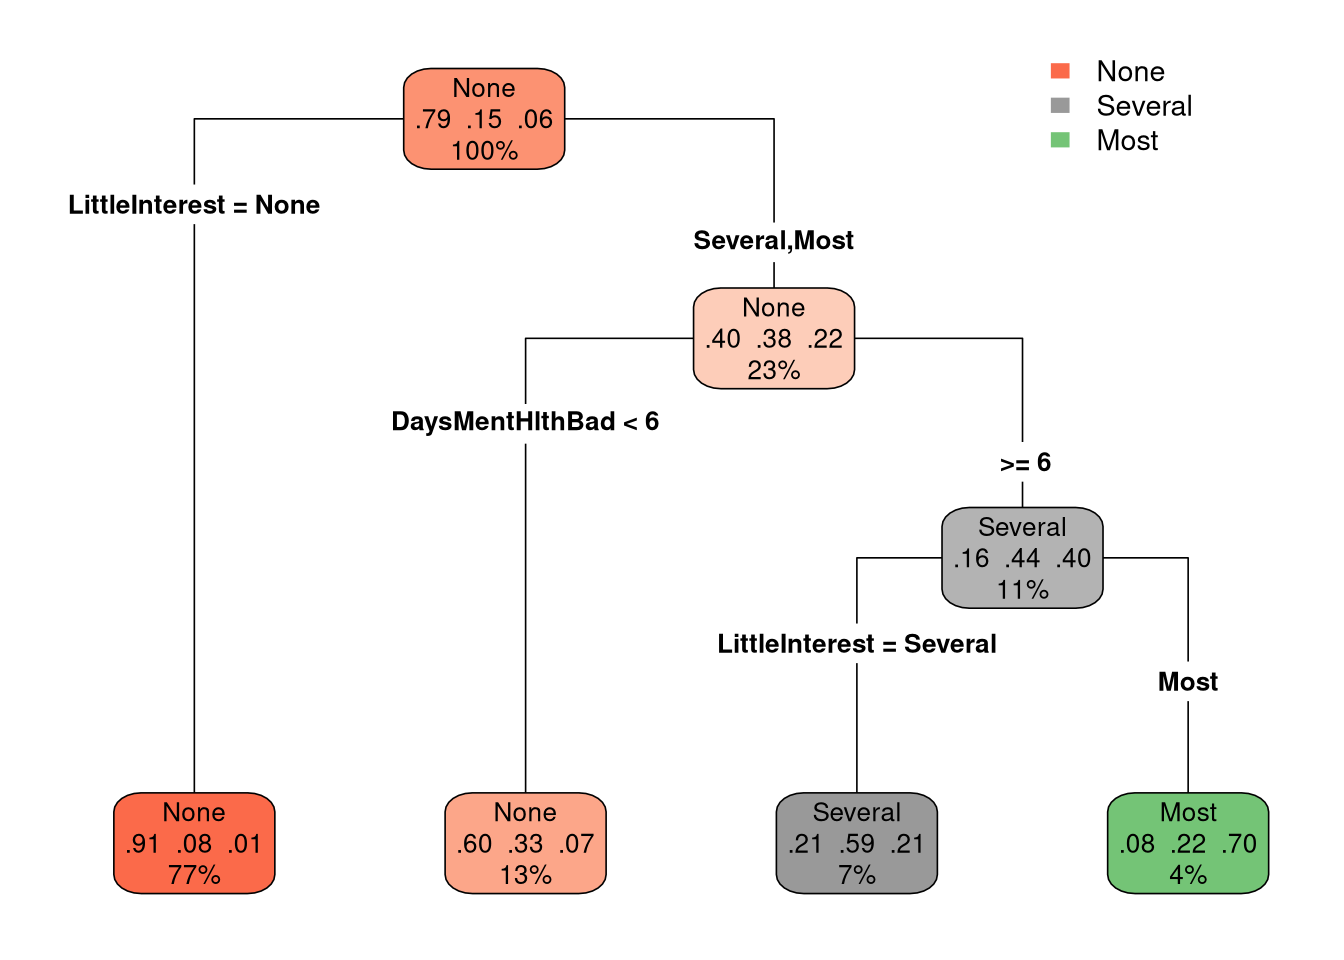 None
.79 .15 .06
100%
None
Several
Most
LittleInterest = None
Several,Most
None
.40 .38 .22
23%
DaysMentHlthBad < 6
>= 6
Several
.16 .44 .40
11%
LittleInterest = Several
Most
None
.91 .08 .01
77%
None
.60 .33 .07
13%
Several
.21 .59 .21
7%
Most
.08 .22 .70
4%